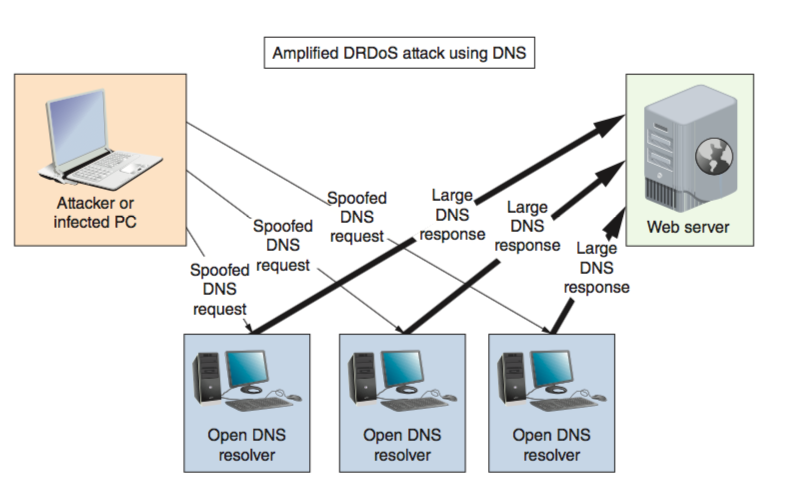 Amplified DRDoS attack using DNS
Attacker or
infected PC
Web server
Spoofed
DNS
request
Spoofed
DNS
request
Spoofed
DNS
request
Large
DNS
response
Large
DNS
response
Large
DNS
response
Open DNS
resolver
Open DNS
resolver
Open DNS
resolver